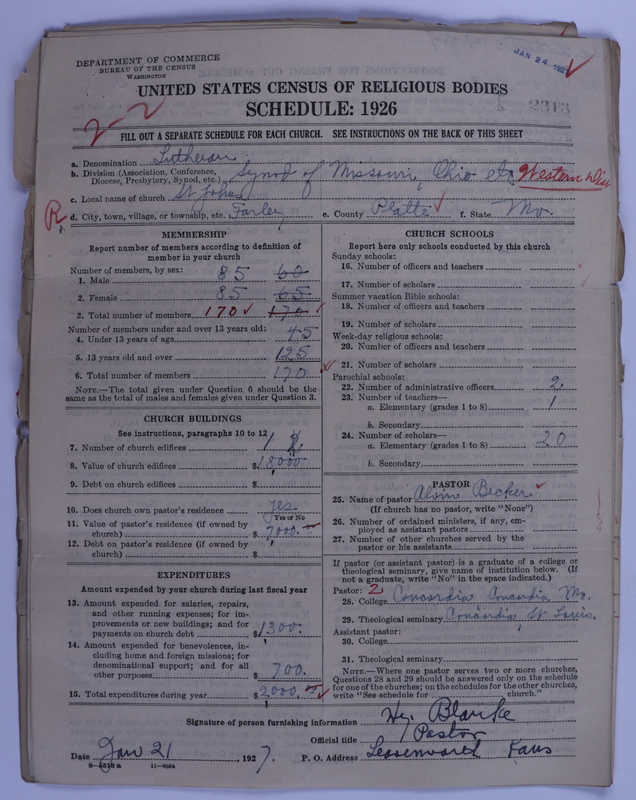 DEPARTMENT OF COMMERCE
BUREAU OF THE CENSUS
WASHINGTON
JAN 24 192
UNITED STATES CENSUS OF RELIGIOUS BODIES
SCHEDULE: 1926
2-2
2313
FILL OUT A SEPARATE SCHEDULE FOR EACH CHURCH. SEE INSTRUCTIONS ON THE BACK OF THIS SHEET
a. Denomination Lutheran
b. Division (Association, Conference, Diocese, Presbytery, Synod, etc.) Synod of Missouri, Ohio etc Western Dist
c. Local name of church St Johns
R
d. City, town, village, or township, etc. Farley e. County Platte f. State Mo.
MEMBERSHIP
Report number of members according to definition of
member in your church
Number of members, by sex:
1. Male 85 60
2. Female 85 65
3. Total number of members 170 170
Number of members under and over 13 years old:
4. Under 13 years of age 45
5. 13 years old and over 125
6. Total number of members 170
NOTE.—The total given under Question 6 should be the
same as the total of males and females given under Question 3.
CHURCH BUILDINGS
See instructions, paragraphs 10 to 12
7. Number of church edifices 1
8. Value of church edifices $18000.
9. Debt on church edifices $
10. Does church own pastor's residence yes
Yes or No
11. Value of pastor's residence (if owned by
church) $7000.
12. Debt on pastor's residence (if owned by
church) $
EXPENDITURES
Amount expended by your church during last fiscal year
13. Amount expended for salaries, repairs,
and other running expenses; for im-
provements or new buildings; and for
payments on church debt $1300.
14. Amount expended for benevolences, in-
cluding home and foreign missions; for
denominational support; and for all
other purposes $700.
15. Total expenditures during year $2000.
CHURCH SCHOOLS
Report here only schools conducted by this church
Sunday schools:
16. Number of officers and teachers
17. Number of scholars
Summer vacation Bible schools:
18. Number of officers and teachers
19. Number of scholars
Week-day religious schools:
20. Number of officers and teachers
21. Number of scholars
Parochial schools:
22. Number of administrative officers 2
23. Number of teachers—
a. Elementary (grades 1 to 8) 1
b. Secondary
24. Number of scholars—
a. Elementary (grades 1 to 8) 20
b. Secondary
PASTOR
25. Name of pastor Becker
(If church has no pastor, write "None")
26. Number of ordained ministers, if any, em-
ployed as assistant pastors
27. Number of other churches served by the
pastor or his assistants
If pastor (or assistant pastor) is a graduate of a college or
theological seminary, give name of institution below. (If
not a graduate, write "No" in the space indicated.)
Pastor: 2
28. College Concordia Concordia Mo.
29. Theological seminary Concordia St Louis.
Assistant pastor:
30. College
31. Theological seminary
NOTE.—Where one pastor serves two or more churches,
Questions 28 and 29 should be answered only on the schedule
for one of the churches; on the schedules for the other churches,
write "See schedule for church."
Signature of person furnishing information Hy. Blanke
Official title Pastor
Date Jan 21, 1927. P. O. Address Leavenworth Kans
8-4518 a 11-9034